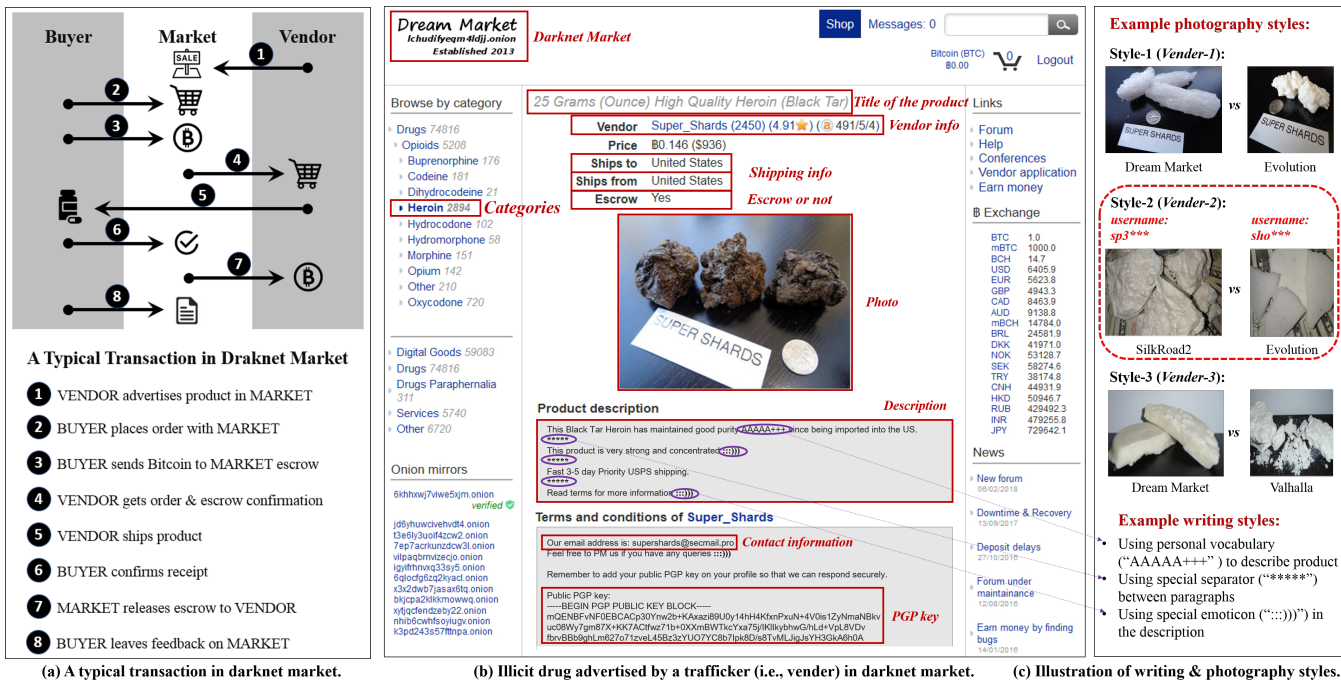 Buyer
Market
Vendor
SALE
1
2
3
4
5
6
7
8
A Typical Transaction in Draknet Market
1 VENDOR advertises product in MARKET
2 BUYER places order with MARKET
3 BUYER sends Bitcoin to MARKET escrow
4 VENDOR gets order & escrow confirmation
5 VENDOR ships product
6 BUYER confirms receipt
7 MARKET releases escrow to VENDOR
8 BUYER leaves feedback on MARKET
(a) A typical transaction in darknet market.
Dream Market
lchudifyeqm4ldjj.onion
Established 2013
Darknet Market
Shop
Messages: 0
Bitcoin (BTC)
฿0.00
0
Logout
Browse by category
Drugs 74816
Opioids 5208
Buprenorphine 176
Codeine 181
Dihydrocodeine 21
Heroin 2894
Categories
Hydrocodone 102
Hydromorphone 58
Morphine 151
Opium 142
Other 210
Oxycodone 720
Digital Goods 59083
Drugs 74816
Drugs Paraphernalia
311
Services 5740
Other 6720
Onion mirrors
6khhxwj7viwe5xjm.onion
verified
jd6yhuwcivehvdt4.onion
t3e6ly3uoif4zcw2.onion
7ep7acrkunzdcw3l.onion
vilpaqbrnvizecjo.onion
igyifrhnvxq33sy5.onion
6qlocfg6zq2kyacl.onion
x3x2dwb7jasax6tq.onion
bkjcpa2klkkmowwq.onion
xytjqcfendzeby22.onion
nhib6cwhfsoyiugv.onion
k3pd243s57fttnpa.onion
25 Grams (Ounce) High Quality Heroin (Black Tar)
Title of the product
Vendor Super_Shards (2450) (4.91) (a 491/5/4)
Vendor info
Price ฿0.146 ($936)
Ships to United States
Ships from United States
Shipping info
Escrow Yes
Escrow or not
SUPER SHARDS
Photo
Product description
Description
This Black Tar Heroin has maintained good purity AAAAA+++ since being imported into the US.
*****
This product is very strong and concentrated :::)))
*****
Fast 3-5 day Priority USPS shipping.
*****
Read terms for more information :::)))
Terms and conditions of Super_Shards
Our email address is: supershards@secmail.pro
Contact information
Feel free to PM us if you have any queries :::)))
Remember to add your public PGP key on your profile so that we can respond securely.
Public PGP key:
-----BEGIN PGP PUBLIC KEY BLOCK-----
mQENBFvNF0EBCACp30Ynw2b+KAxazi89U0y14hH4KfxnPxuN+4V0is1ZyNmaNBkv
uc08Wy7gm87X+KK7ACtfwz71b+0XXmBWTkcYxa75hj/IKIlkybhwG/hLd+VpL8VDv
fbrvBBb9ghLm627o71zveL45Bz3zYUO7YC8b7Ipk8D/s8TvMLJigJsYH3GkA6h0A
PGP key
Links
Forum
Help
Conferences
Vendor application
Earn money
฿ Exchange
BTC 1.0
mBTC 1000.0
BCH 14.7
USD 6405.9
EUR 5623.8
GBP 4943.3
CAD 8463.9
AUD 9138.8
mBCH 14784.0
BRL 24581.9
DKK 41971.0
NOK 53128.7
SEK 58274.6
TRY 38174.8
CNH 44931.9
HKD 50946.7
RUB 429492.3
INR 479255.8
JPY 729642.1
News
New forum
06/02/2018
Downtime & Recovery
13/09/2017
Deposit delays
27/10/2016
Forum under
maintainance
12/08/2016
Earn money by finding
bugs
14/01/2016
(b) Illicit drug advertised by a trafficker (i.e., vender) in darknet market.
Example photography styles:
Style-1 (Vender-1):
SUPER SHARDS
vs
SUPER SHARDS
Dream Market
Evolution
Style-2 (Vender-2):
username:
sp3***
username:
sho***
vs
SilkRoad2
Evolution
Style-3 (Vender-3):
vs
Dream Market
Valhalla
Example writing styles:
• Using personal vocabulary
("AAAAA+++" ) to describe product
• Using special separator ("*****")
between paragraphs
• Using special emoticon (":::)))") in
the description
(c) Illustration of writing & photography styles.